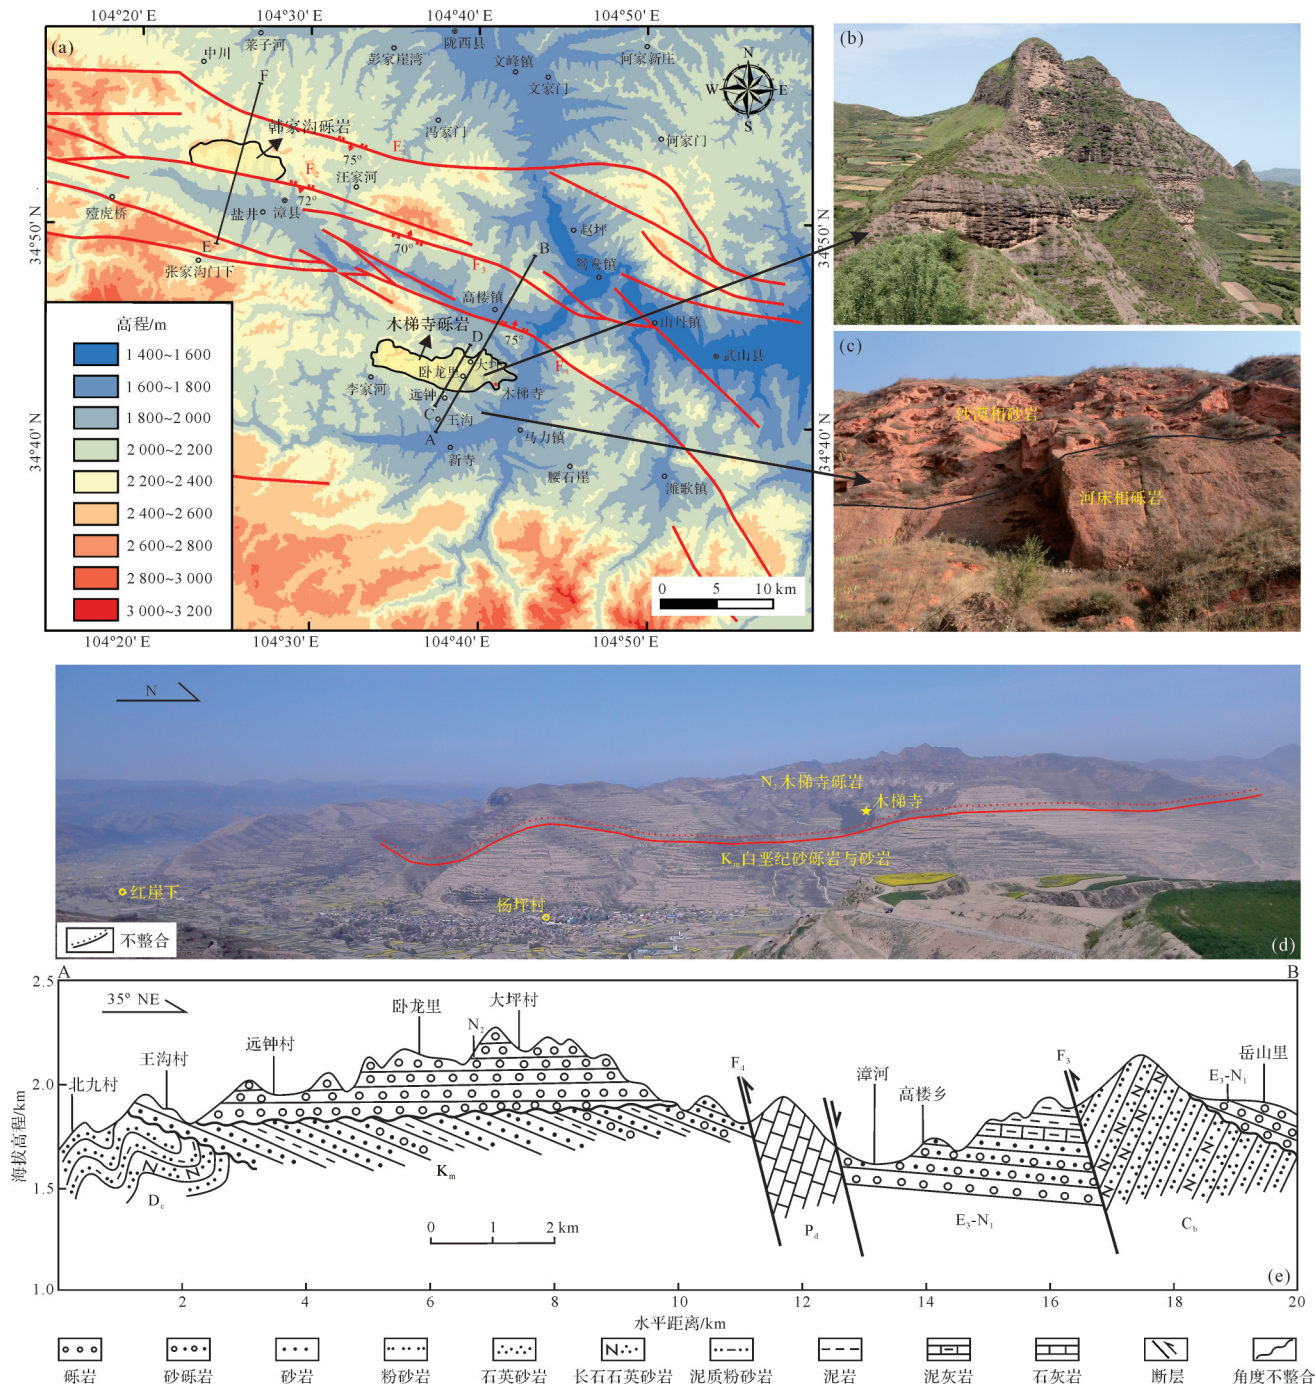 104°20′ E
104°30′
104°40′
104°50′
(a)
莱子河
中川
陇西县
彭家崖湾
文峰镇
何家新庄
文家门
N
W
E
S
F
韩家沟砾岩
冯家门
何家门
75°
F₂
汪家河
72°
殪虎桥
盐井
漳县
赵坪
34°50′ N
34°50′ N
E
70°
B
张家沟门下
F₃
鸳鸯镇
高楼镇
高程/m
1 400~1 600
1 600~1 800
1 800~2 000
2 000~2 200
2 200~2 400
2 400~2 600
2 600~2 800
2 800~3 000
3 000~3 200
木梯寺砾岩
75°
山丹镇
D
大坪
武山县
卧龙里
李家河
木梯寺
远钟
C
王沟
A
马力镇
34°40′ N
34°40′ N
新寺
腰石崖
滩歌镇
0 5 10 km
104°20′ E
104°30′ E
104°40′ E
104°50′ E
(b)
(c)
沙漠相砂岩
河床相砾岩
N
N₂木梯寺砾岩
木梯寺
Kₘ白垩纪砂砾岩与砂岩
红崖下
杨坪村
不整合
(d)
A
B
2.5
2.0
1.5
1.0
海拔高程/km
35° NE
北九村
王沟村
远钟村
卧龙里
N₂
大坪村
F₄
漳河
高楼乡
F₃
E₃-N₁
岳山里
N
N
D꜀
Kₘ
P_d
E₃-N₁
C_b
0 1 2 km
(e)
2 4 6 8 10 12 14 16 18 20
水平距离/km
砾岩
砂砾岩
砂岩
粉砂岩
石英砂岩
长石石英砂岩
泥质粉砂岩
泥岩
泥灰岩
石灰岩
断层
角度不整合